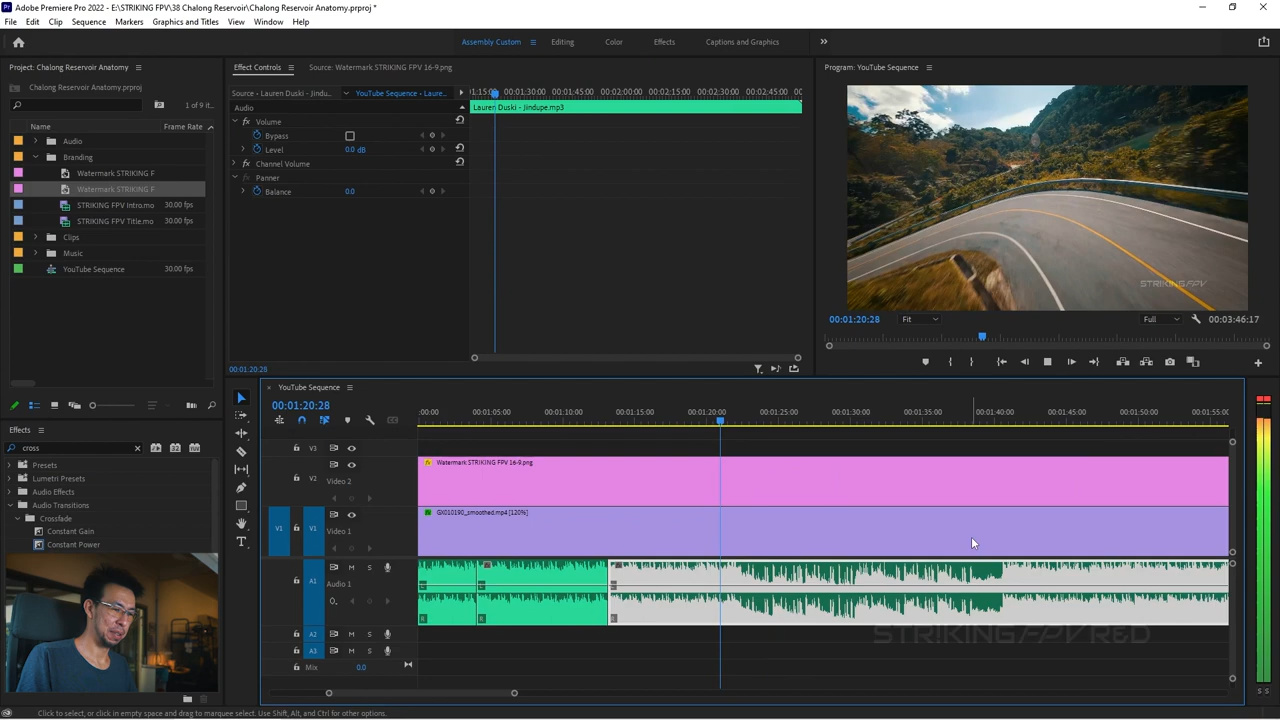 Adobe Premiere Pro 2022 - E:\STRIKING FPV\38 Chalong Reservoir\Chalong Reservoir Anatomy.prproj *
File Edit Clip Sequence Markers Graphics and Titles View Window Help
Assembly Custom Editing Color Effects Captions and Graphics
Project: Chalong Reservoir Anatomy
Chalong Reservoir Anatomy.prproj
1 of 9 it...
Name Frame Rate
Audio
Branding
Watermark STRIKING F
Watermark STRIKING F
STRIKING FPV Intro.mo 30.00 fps
STRIKING FPV Title.mo 30.00 fps
Clips
Music
YouTube Sequence 30.00 fps
Effect Controls Source: Watermark STRIKING FPV 16-9.png
Source • Lauren Duski - Jindu... YouTube Sequence • Laure...
00:01:30:00 00:01:45:00 00:02:00:00 00:02:15:00 00:02:30:00 00:02:45:00
Audio
Lauren Duski - Jindupe.mp3
Volume
Bypass
Level 0.0 dB
Channel Volume
Panner
Balance 0.0
00:01:20:28
Program: YouTube Sequence
STRIKING FPV
00:01:20:28 Fit Full 00:03:46:17
Effects
cross
Presets
Lumetri Presets
Audio Effects
Audio Transitions
Crossfade
Constant Gain
Constant Power
YouTube Sequence
00:01:20:28
:00:00 00:01:05:00 00:01:10:00 00:01:15:00 00:01:20:00 00:01:25:00 00:01:30:00 00:01:35:00 00:01:40:00 00:01:45:00 00:01:50:00 00:01:55:00
V3
V2 Video 2
Watermark STRIKING FPV 16-9.png
V1 V1 Video 1
GX010190_smoothed.mp4 [120%]
A1 M S
Audio 1
L L L
R R R
A2 M S
A3 M S
Mix 0.0
STRIKING FPV RED
S S
Click to select, or click in empty space and drag to marquee select. Use Shift, Alt, and Ctrl for other options.